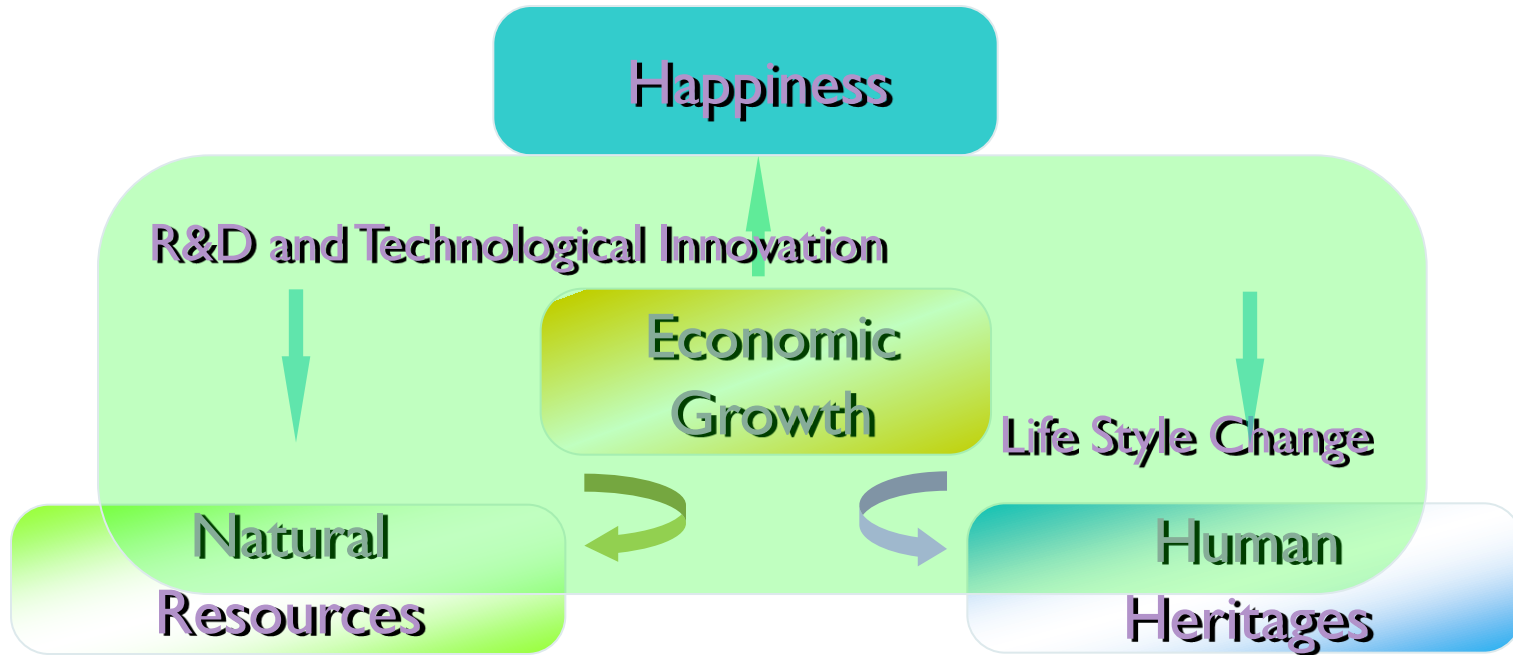 Happiness
R&D and Technological Innovation
Economic
Growth
Life Style Change
Natural
Resources
Human
Heritages